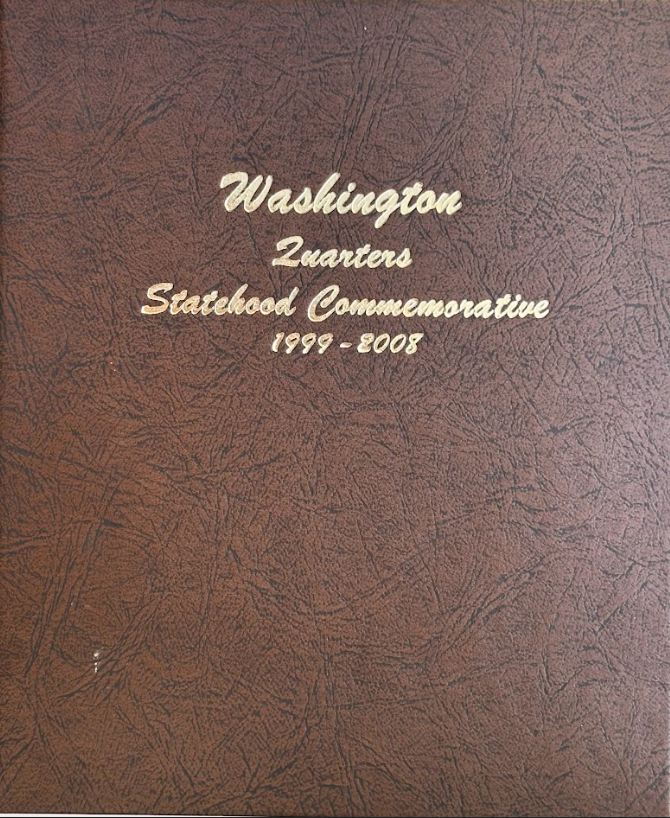 Washington
Quarters
Statehood Commemorative
1999-2008